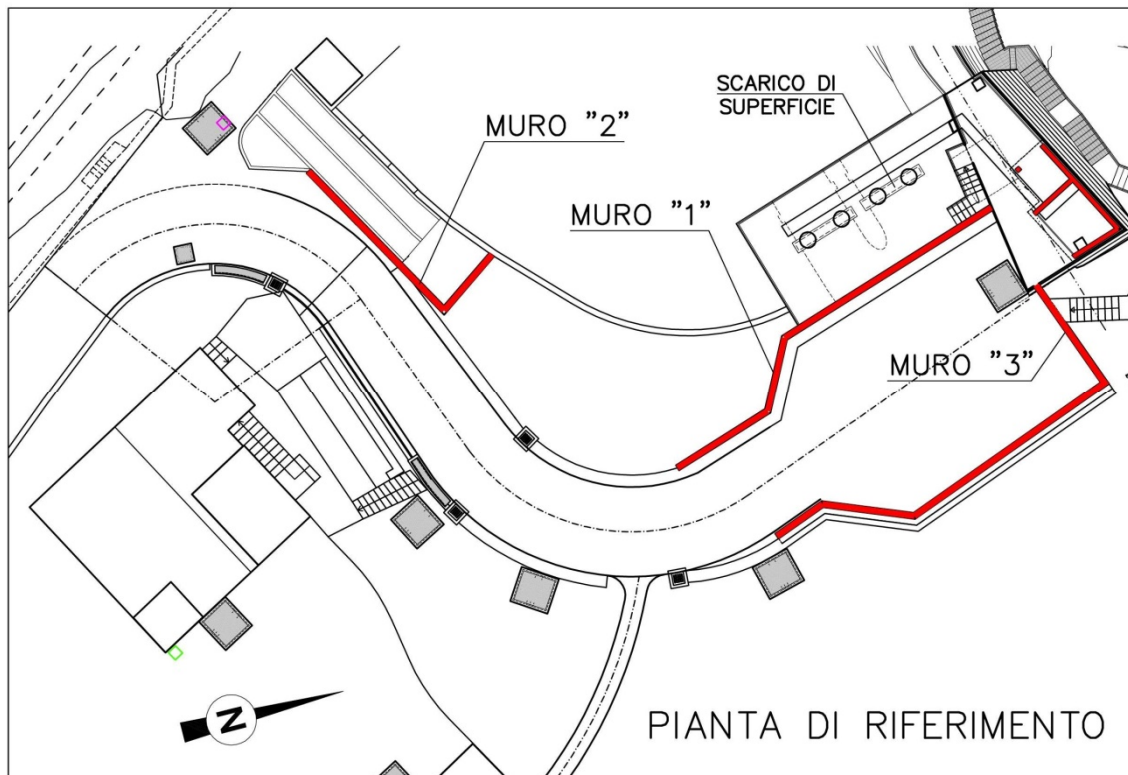 SCARICO DI
SUPERFICIE
MURO "2"
MURO "1"
MURO "3"
N
PIANTA DI RIFERIMENTO